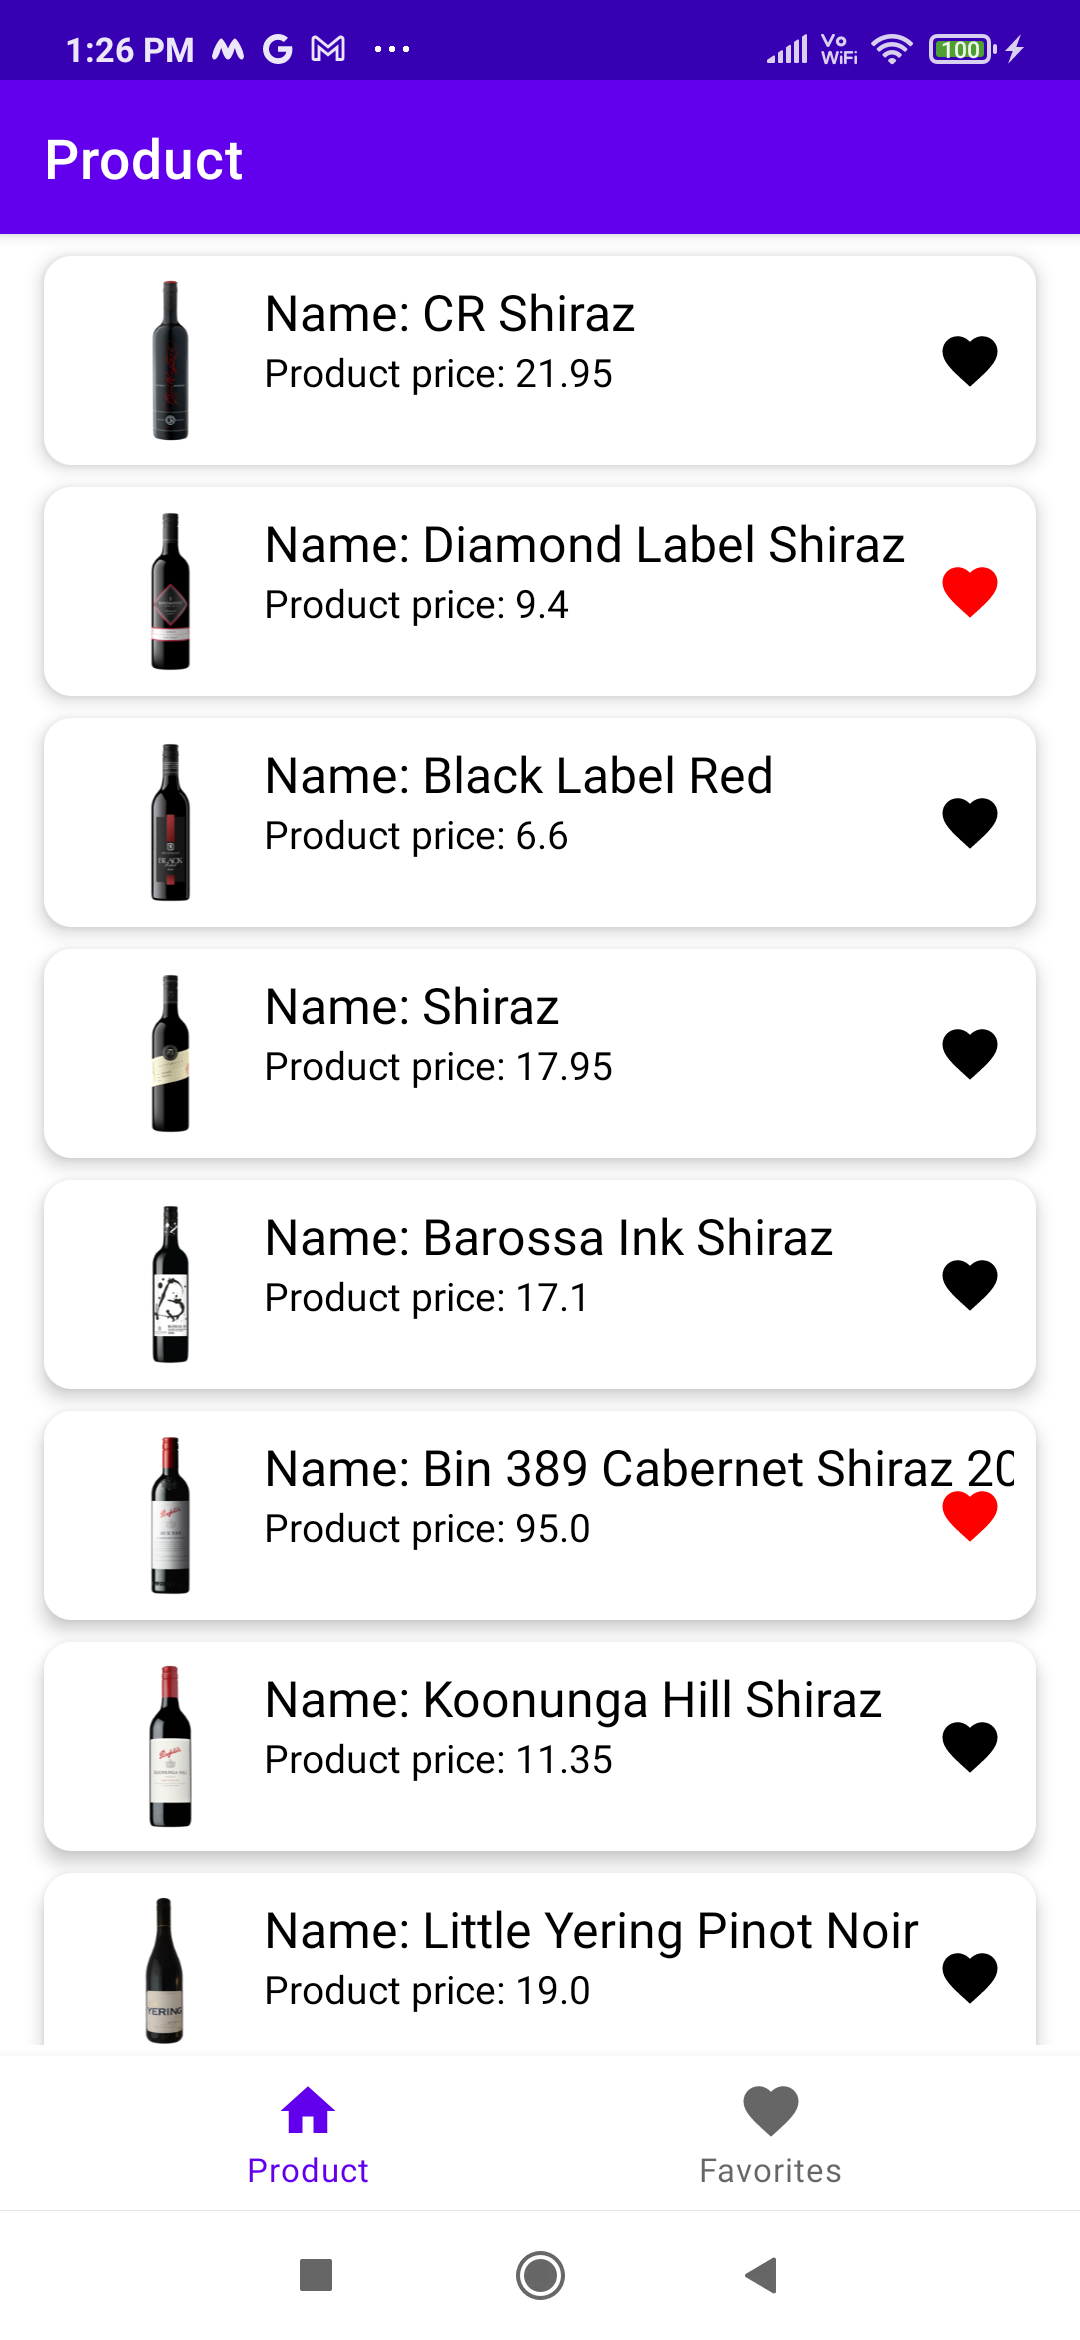 1:26 PM
Vo
WiFi
100
Product
Name: CR Shiraz
Product price: 21.95
Name: Diamond Label Shiraz
Product price: 9.4
Name: Black Label Red
Product price: 6.6
BLACK
Name: Shiraz
Product price: 17.95
Name: Barossa Ink Shiraz
Product price: 17.1
Name: Bin 389 Cabernet Shiraz 20
Product price: 95.0
Name: Koonunga Hill Shiraz
Product price: 11.35
Name: Little Yering Pinot Noir
Product price: 19.0
YERING
Product
Favorites